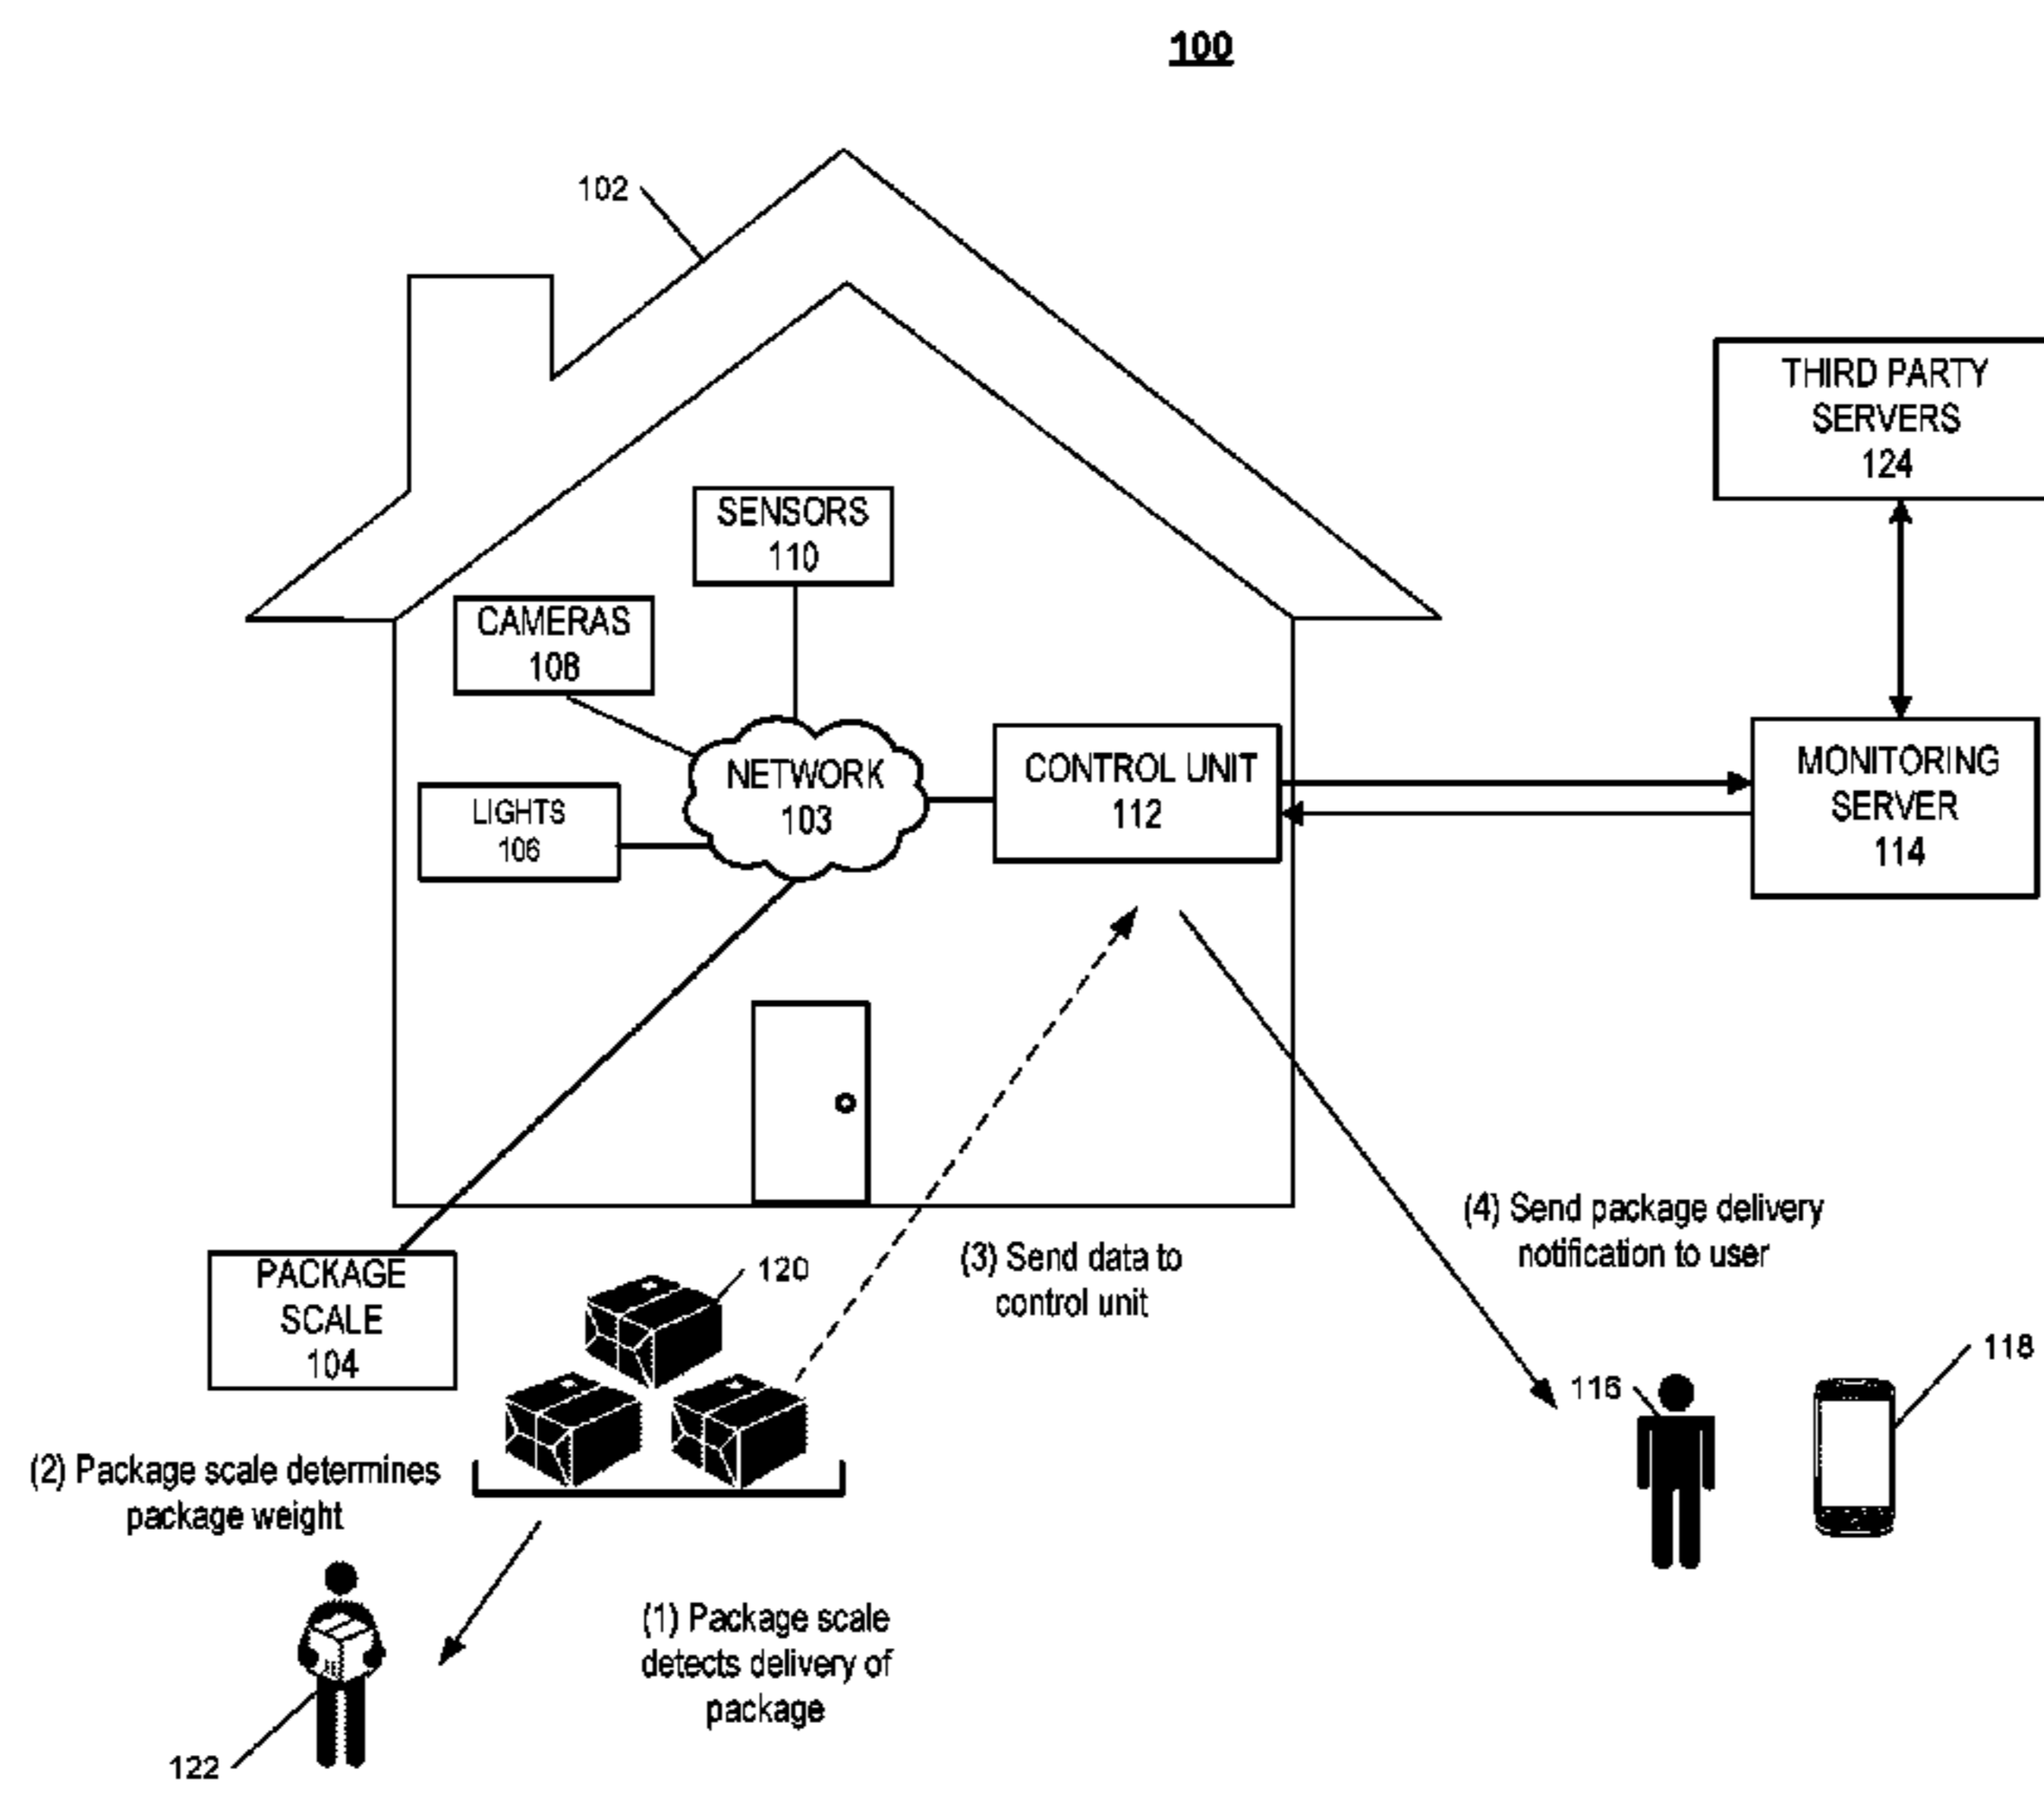 100
102
THIRD PARTY
SERVERS
124
SENSORS
110
CAMERAS
108
NETWORK
103
CONTROL UNIT
112
MONITORING
SERVER
114
LIGHTS
106
(4) Send package delivery
notification to user
(3) Send data to
control unit
120
PACKAGE
SCALE
104
118
116
(2) Package scale determines
package weight
(1) Package scale
detects delivery of
package
122